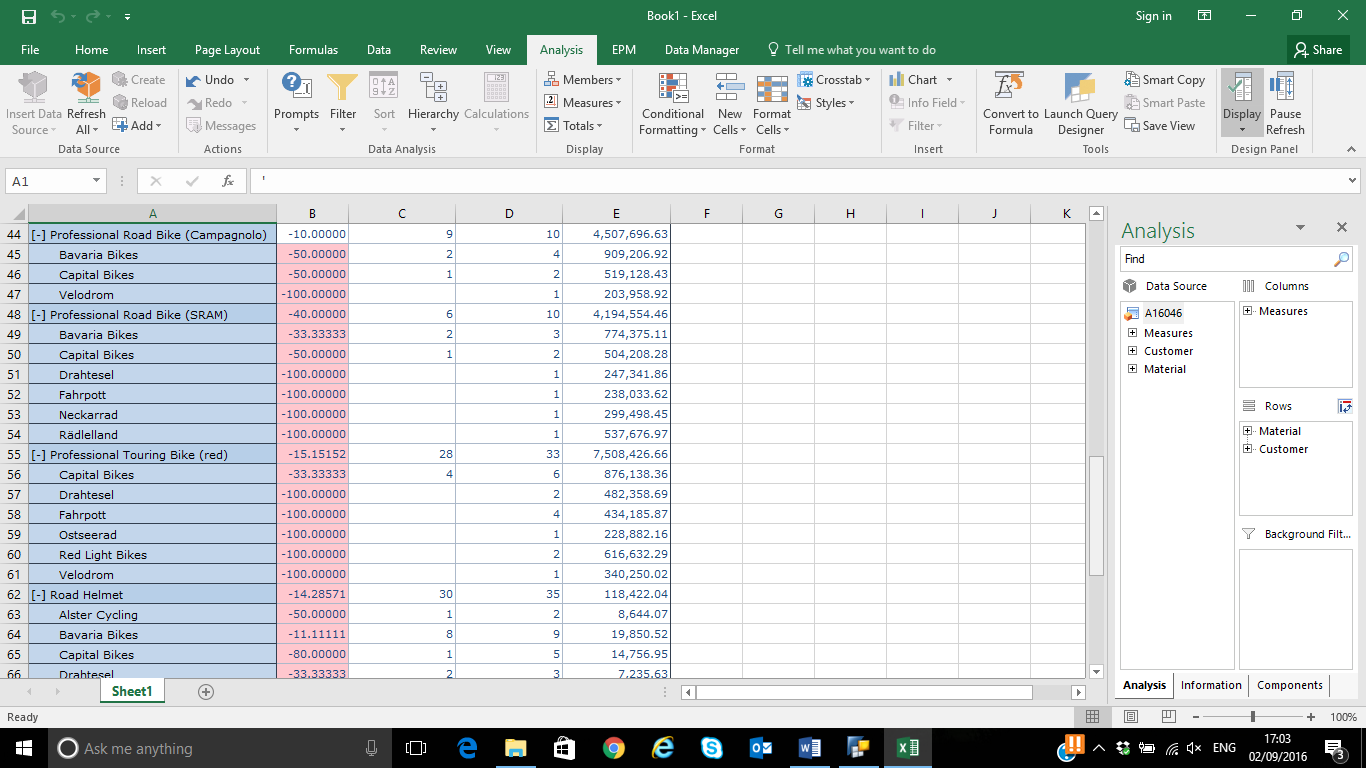 Book1 - Excel
Sign in
File Home Insert Page Layout Formulas Data Review View Analysis EPM Data Manager Tell me what you want to do Share
Insert Data Source
Refresh All
Create
Reload
Add
Data Source
Undo
Redo
Messages
Actions
Prompts
Filter
Sort
Hierarchy
Calculations
Data Analysis
Members
Measures
Totals
Display
Conditional Formatting
New Cells
Format Cells
Crosstab
Styles
Format
Chart
Info Field
Filter
Insert
Convert to Formula
Launch Query Designer
Smart Copy
Smart Paste
Save View
Tools
Display
Pause Refresh
Design Panel
A1 fx '
A B C D E F G H I J K
44 [-] Professional Road Bike (Campagnolo) -10.00000 9 10 4,507,696.63
45 Bavaria Bikes -50.00000 2 4 909,206.92
46 Capital Bikes -50.00000 1 2 519,128.43
47 Velodrom -100.00000 1 203,958.92
48 [-] Professional Road Bike (SRAM) -40.00000 6 10 4,194,554.46
49 Bavaria Bikes -33.33333 2 3 774,375.11
50 Capital Bikes -50.00000 1 2 504,208.28
51 Drahtesel -100.00000 1 247,341.86
52 Fahrpott -100.00000 1 238,033.62
53 Neckarrad -100.00000 1 299,498.45
54 Rädlelland -100.00000 1 537,676.97
55 [-] Professional Touring Bike (red) -15.15152 28 33 7,508,426.66
56 Capital Bikes -33.33333 4 6 876,138.36
57 Drahtesel -100.00000 2 482,358.69
58 Fahrpott -100.00000 4 434,185.87
59 Ostseerad -100.00000 1 228,882.16
60 Red Light Bikes -100.00000 2 616,632.29
61 Velodrom -100.00000 1 340,250.02
62 [-] Road Helmet -14.28571 30 35 118,422.04
63 Alster Cycling -50.00000 1 2 8,644.07
64 Bavaria Bikes -11.11111 8 9 19,850.52
65 Capital Bikes -80.00000 1 5 14,756.95
66 Drahtesel -33.33333 2 3 7,235.63
Analysis
Find
Data Source
A16046
Measures
Customer
Material
Columns
Measures
Rows
Material
Customer
Background Filt...
Analysis Information Components
Sheet1
Ready
100%
Ask me anything
ENG
17:03
02/09/2016
3